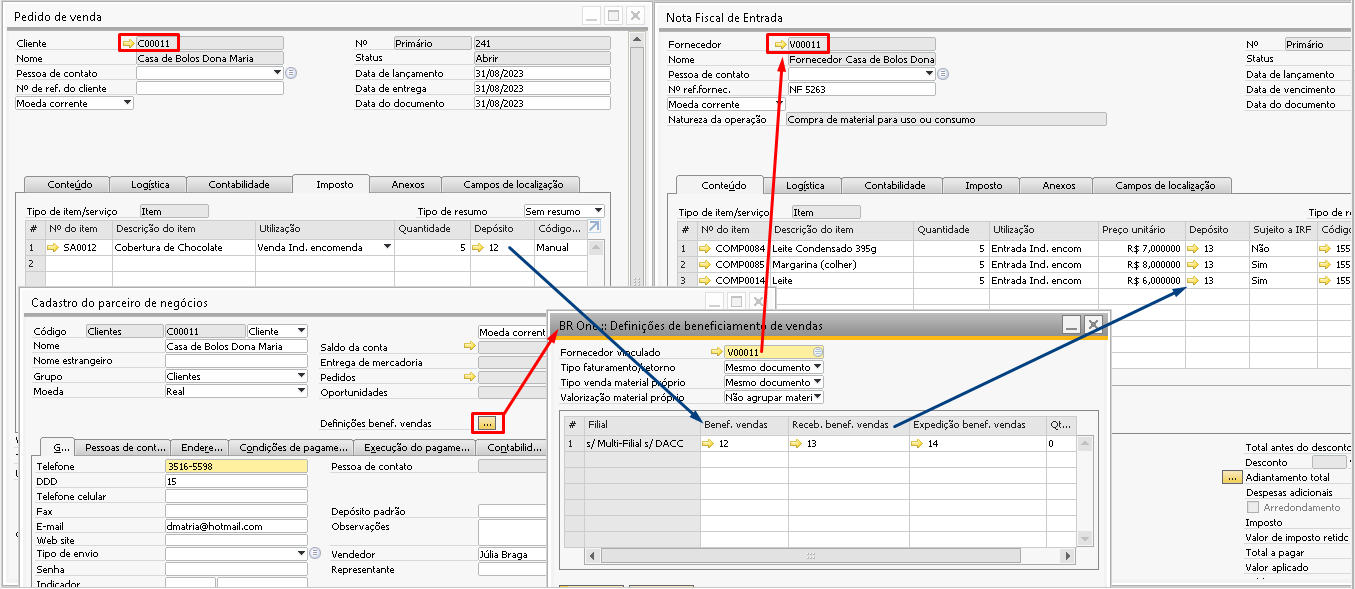 Pedido de venda
Cliente C00011
Nome Casa de Bolos Dona Maria
Pessoa de contato
Nº de ref. do cliente
Moeda corrente
Nº Primário 241
Status Abrir
Data de lançamento 31/08/2023
Data de entrega 31/08/2023
Data do documento 31/08/2023
Conteúdo Logística Contabilidade Imposto Anexos Campos de localização
Tipo de item/serviço Item Tipo de resumo Sem resumo
# Nº do item Descrição do item Utilização Quantidade Depósito Código...
1 SA0012 Cobertura de Chocolate Venda Ind. encomenda 5 12 Manual
2
Nota Fiscal de Entrada
Fornecedor V00011
Nome Fornecedor Casa de Bolos Dona
Pessoa de contato
Nº ref.fornec. NF 5263
Moeda corrente
Natureza da operação Compra de material para uso ou consumo
Nº Primário
Status
Data de lançamento
Data de vencimento
Data do documento
Conteúdo Logística Contabilidade Imposto Anexos Campos de localização
Tipo de item/serviço Item Tipo de re
# Nº do item Descrição do item Quantidade Utilização Preço unitário Depósito Sujeito a IRF Código
1 COMP0084 Leite Condensado 395g 5 Entrada Ind. encom R$ 7,000000 13 Não 155
2 COMP0085 Margarina (colher) 5 Entrada Ind. encom R$ 8,000000 13 Sim 155
3 COMP0014 Leite 5 Entrada Ind. encom R$ 6,000000 13 Sim 155
Total antes do desconto
Desconto
... Adiantamento total
Despesas adicionais
Arredondamento
Imposto
Valor de imposto retido
Total a pagar
Valor aplicado
Cadastro do parceiro de negócios
Código Clientes C00011 Cliente
Nome Casa de Bolos Dona Maria
Nome estrangeiro
Grupo Clientes
Moeda Real
Moeda corrente
Saldo da conta
Entrega de mercadoria
Pedidos
Oportunidades
Definições benef. vendas ...
G... Pessoas de cont... Endere... Condições de pagame... Execução do pagame... Contabilid...
Telefone 3516-5598
DDD 15
Telefone celular
Fax
E-mail dmatria@hotmail.com
Web site
Tipo de envio
Senha
Indicador
Pessoa de contato
Depósito padrão
Observações
Vendedor Júlia Braga
Representante
BR One :: Definições de beneficiamento de vendas
Fornecedor vinculado V00011
Tipo faturamento/retorno Mesmo documento
Tipo venda material próprio Mesmo documento
Valorização material próprio Não agrupar materi
# Filial Benef. vendas Receb. benef. vendas Expedição benef. vendas Qt...
1 s/ Multi-Filial s/ DACC 12 13 14 0